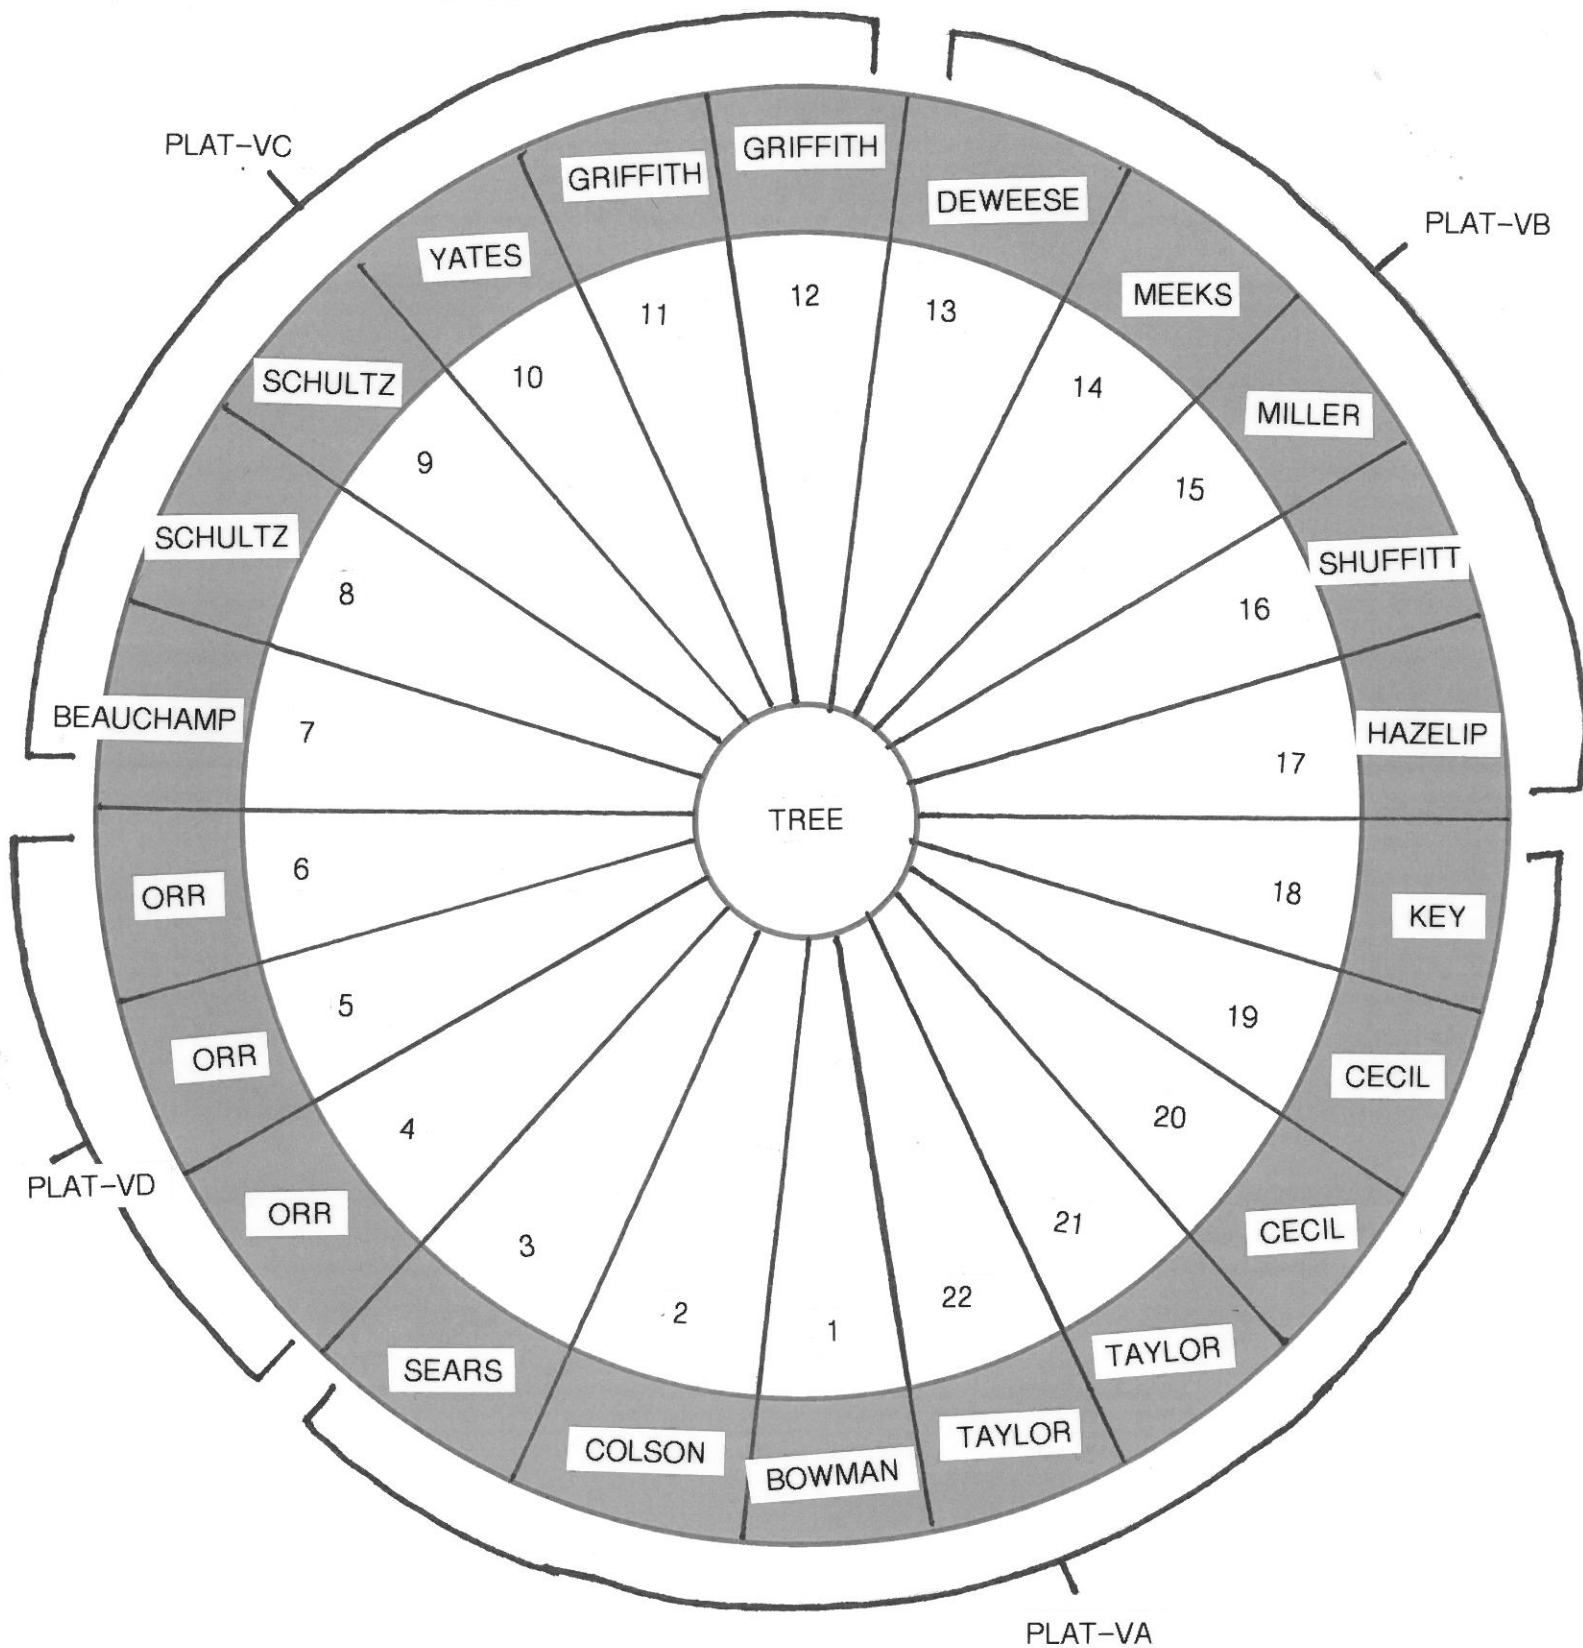 PLAT-VC
PLAT-VB
PLAT-VD
PLAT-VA
TREE
1
BOWMAN
2
COLSON
3
SEARS
4
ORR
5
ORR
6
ORR
7
BEAUCHAMP
8
SCHULTZ
9
SCHULTZ
10
YATES
11
GRIFFITH
12
GRIFFITH
13
DEWEESE
14
MEEKS
15
MILLER
16
SHUFFITT
17
HAZELIP
18
KEY
19
CECIL
20
CECIL
21
TAYLOR
22
TAYLOR